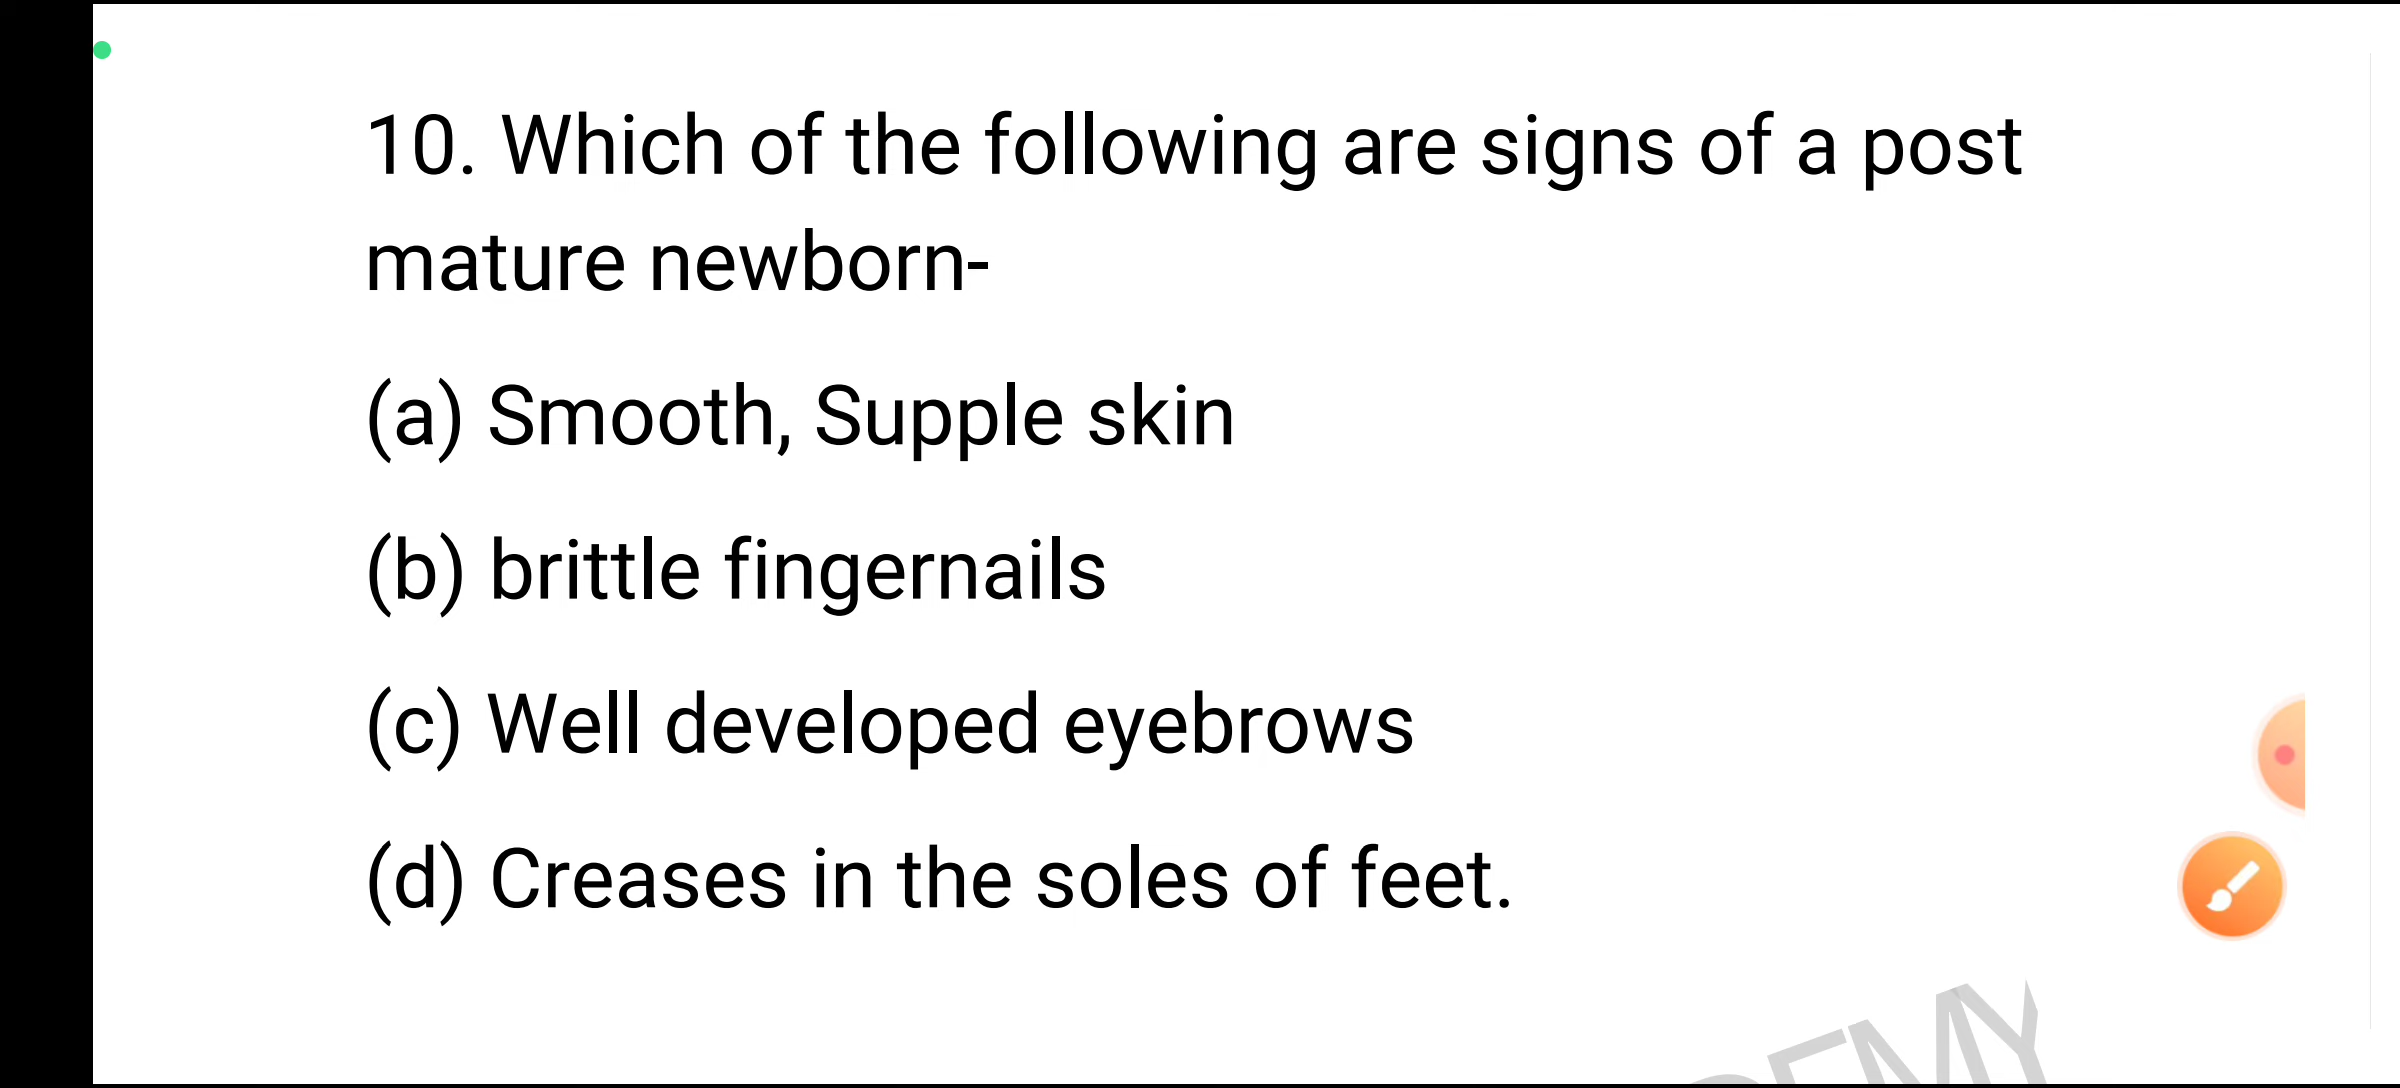 10. Which of the following are signs of a post
mature newborn-
(a) Smooth, Supple skin
(b) brittle fingernails
(c) Well developed eyebrows
(d) Creases in the soles of feet.